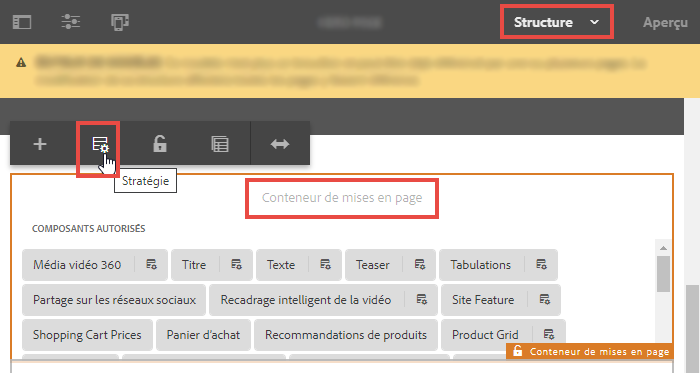 Structure Aperçu
Stratégie
Conteneur de mises en page
COMPOSANTS AUTORISÉS
Média vidéo 360 Titre Texte Teaser Tabulations
Partage sur les réseaux sociaux Recadrage intelligent de la vidéo Site Feature
Shopping Cart Prices Panier d'achat Recommandations de produits Product Grid
Conteneur de mises en page